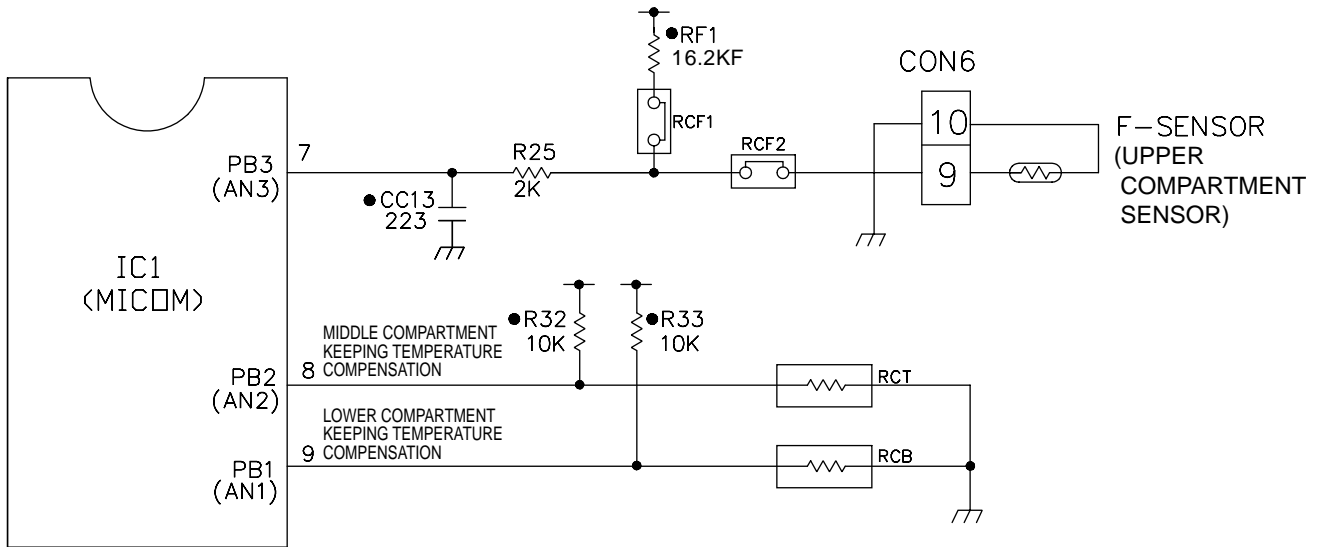 ●RF1
16.2KF
CON6
RCF1
10
F-SENSOR
(UPPER
COMPARTMENT
SENSOR)
7
R25
RCF2
PB3
(AN3)
2K
9
●CC13
223
IC1
(MICOM)
●R32
10K
●R33
10K
MIDDLE COMPARTMENT
KEEPING TEMPERATURE
COMPENSATION
8
PB2
(AN2)
RCT
LOWER COMPARTMENT
KEEPING TEMPERATURE
COMPENSATION
9
PB1
(AN1)
RCB